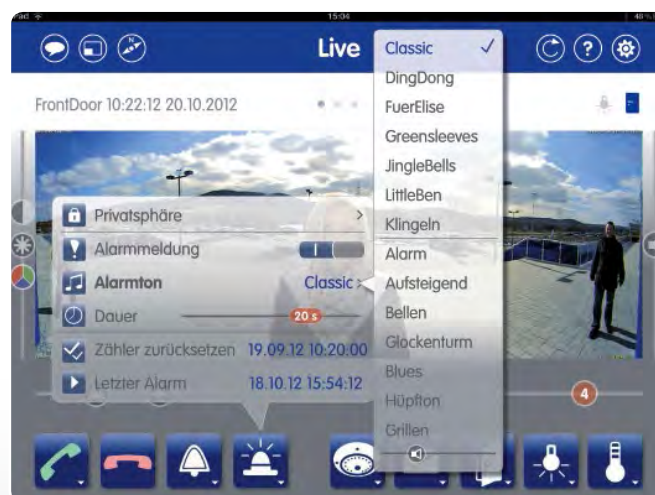 Pad 15:04 48 %
Live
FrontDoor 10:22:12 20.10.2012
Classic
DingDong
FuerElise
Greensleeves
JingleBells
LittleBen
Klingeln
Alarm
Aufsteigend
Bellen
Glockenturm
Blues
Hüpfton
Grillen
Privatsphäre
Alarmmeldung
Alarmton Classic
Dauer 20 s
Zähler zurücksetzen 19.09.12 10:20:00
Letzter Alarm 18.10.12 15:54:12
4